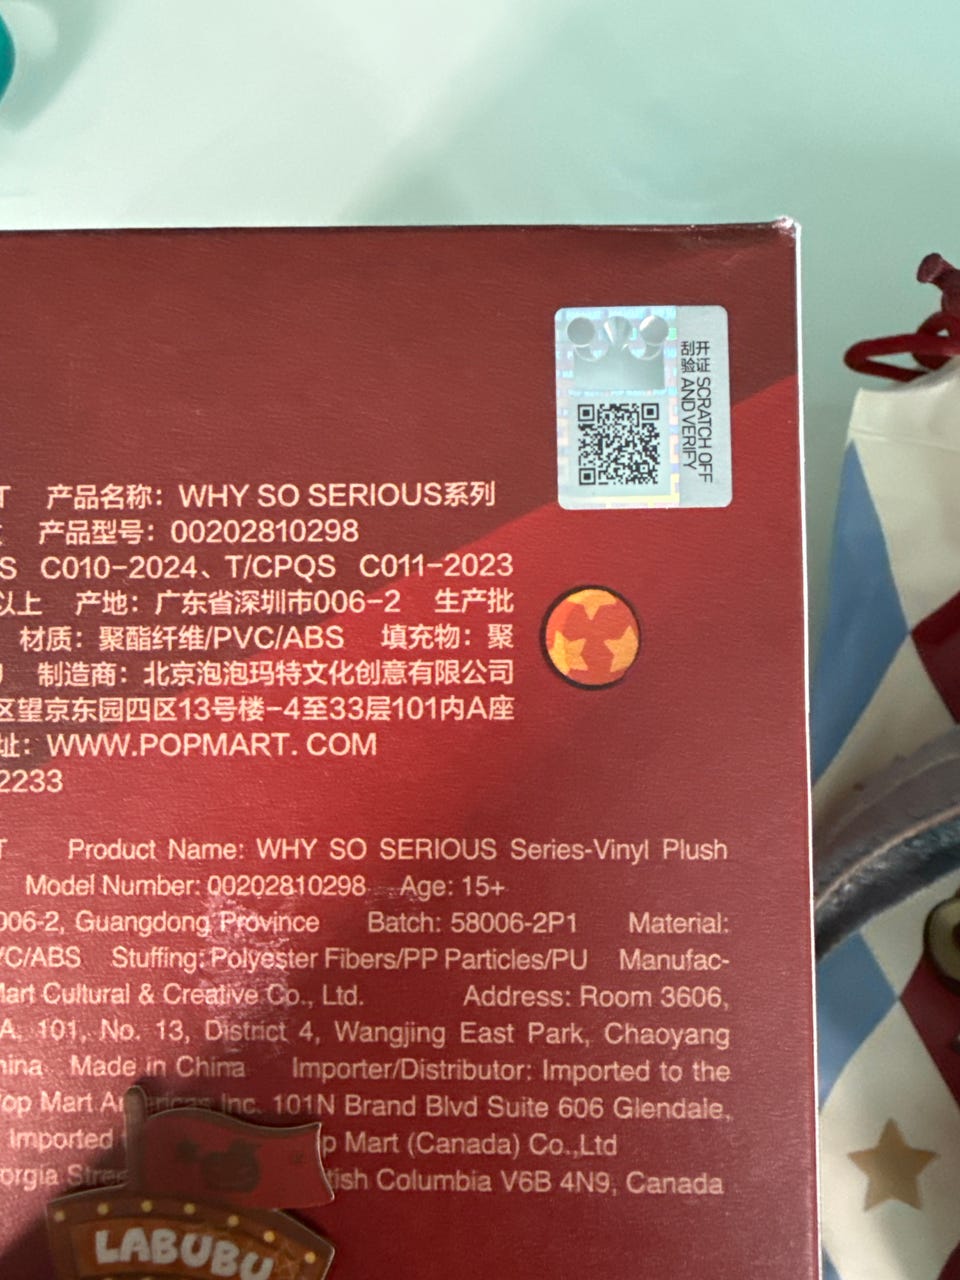 刮开
验证
SCRATCH OFF
AND VERIFY
T 产品名称：WHY SO SERIOUS系列
产品型号：00202810298
S C010-2024、T/CPQS C011-2023
以上 产地：广东省深圳市006-2 生产批
材质：聚酯纤维/PVC/ABS 填充物：聚
制造商：北京泡泡玛特文化创意有限公司
区望京东园四区13号楼-4至33层101内A座
址：WWW.POPMART. COM
2233
T Product Name: WHY SO SERIOUS Series-Vinyl Plush
Model Number: 00202810298 Age: 15+
006-2, Guangdong Province Batch: 58006-2P1 Material:
/C/ABS Stuffing: Polyester Fibers/PP Particles/PU Manufac-
Mart Cultural & Creative Co., Ltd. Address: Room 3606,
A, 101, No. 13, District 4, Wangjing East Park, Chaoyang
hina Made in China Importer/Distributor: Imported to the
Pop Mart Americas Inc. 101N Brand Blvd Suite 606 Glendale,
Imported p Mart (Canada) Co.,Ltd
orgia Stree tish Columbia V6B 4N9, Canada
LABUBU